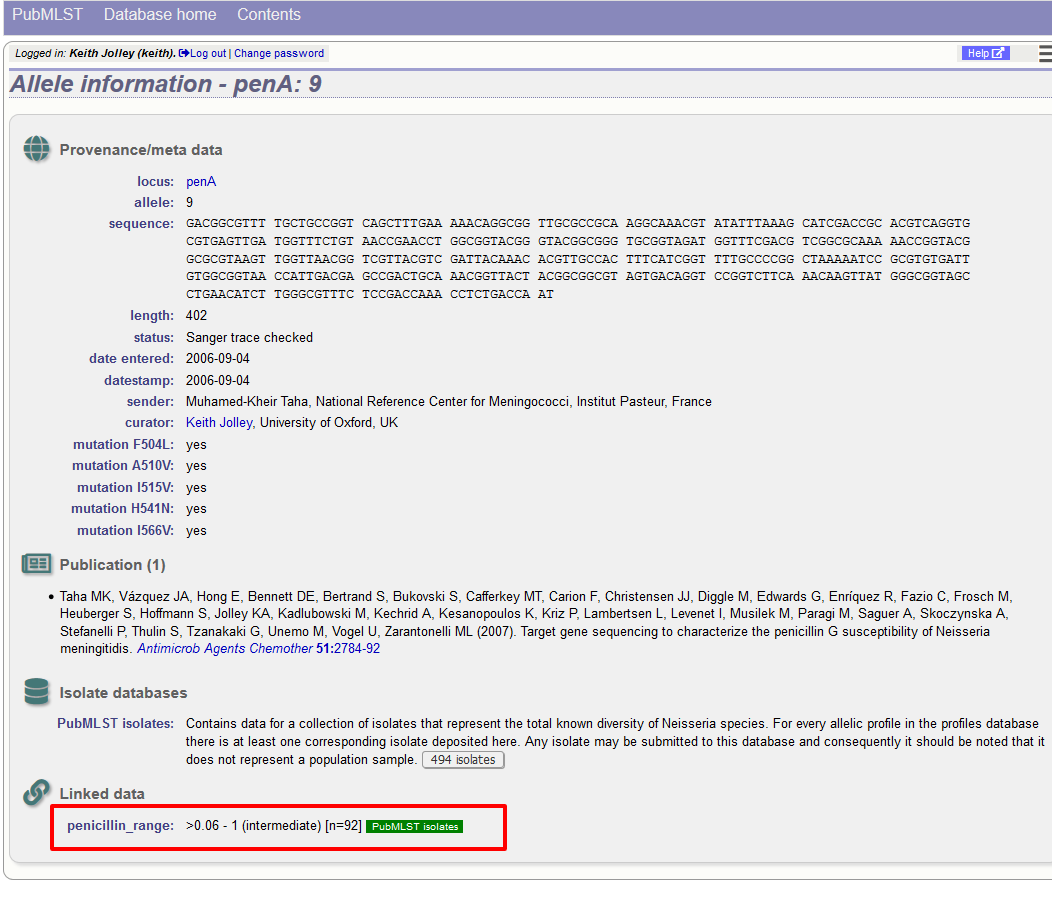 PubMLST Database home Contents
Logged in: Keith Jolley (keith). Log out | Change password Help
Allele information - penA: 9
Provenance/meta data
locus: penA
allele: 9
sequence: GACGGCGTTT TGCTGCCGGT CAGCTTTGAA AAACAGGCGG TTGCGCCGCA AGGCAAACGT ATATTTAAAG CATCGACCGC ACGTCAGGTG
CGTGAGTTGA TGGTTTCTGT AACCGAACCT GGCGGTACGG GTACGGCGGG TGCGGTAGAT GGTTTCGACG TCGGCGCAAA AACCGGTACG
GCGCGTAAGT TGGTTAACGG TCGTTACGTC GATTACAAAC ACGTTGCCAC TTTCATCGGT TTTGCCCCGG CTAAAAATCC GCGTGTGATT
GTGGCGGTAA CCATTGACGA GCCGACTGCA AACGGTTACT ACGGCGGCGT AGTGACAGGT CCGGTCTTCA AACAAGTTAT GGGCGGTAGC
CTGAACATCT TGGGCGTTTC TCCGACCAAA CCTCTGACCA AT
length: 402
status: Sanger trace checked
date entered: 2006-09-04
datestamp: 2006-09-04
sender: Muhamed-Kheir Taha, National Reference Center for Meningococci, Institut Pasteur, France
curator: Keith Jolley, University of Oxford, UK
mutation F504L: yes
mutation A510V: yes
mutation I515V: yes
mutation H541N: yes
mutation I566V: yes
Publication (1)
• Taha MK, Vázquez JA, Hong E, Bennett DE, Bertrand S, Bukovski S, Cafferkey MT, Carion F, Christensen JJ, Diggle M, Edwards G, Enríquez R, Fazio C, Frosch M,
Heuberger S, Hoffmann S, Jolley KA, Kadlubowski M, Kechrid A, Kesanopoulos K, Kriz P, Lambertsen L, Levenet I, Musilek M, Paragi M, Saguer A, Skoczynska A,
Stefanelli P, Thulin S, Tzanakaki G, Unemo M, Vogel U, Zarantonelli ML (2007). Target gene sequencing to characterize the penicillin G susceptibility of Neisseria
meningitidis. Antimicrob Agents Chemother 51:2784-92
Isolate databases
PubMLST isolates: Contains data for a collection of isolates that represent the total known diversity of Neisseria species. For every allelic profile in the profiles database
there is at least one corresponding isolate deposited here. Any isolate may be submitted to this database and consequently it should be noted that it
does not represent a population sample. 494 isolates
Linked data
penicillin_range: >0.06 - 1 (intermediate) [n=92] PubMLST isolates